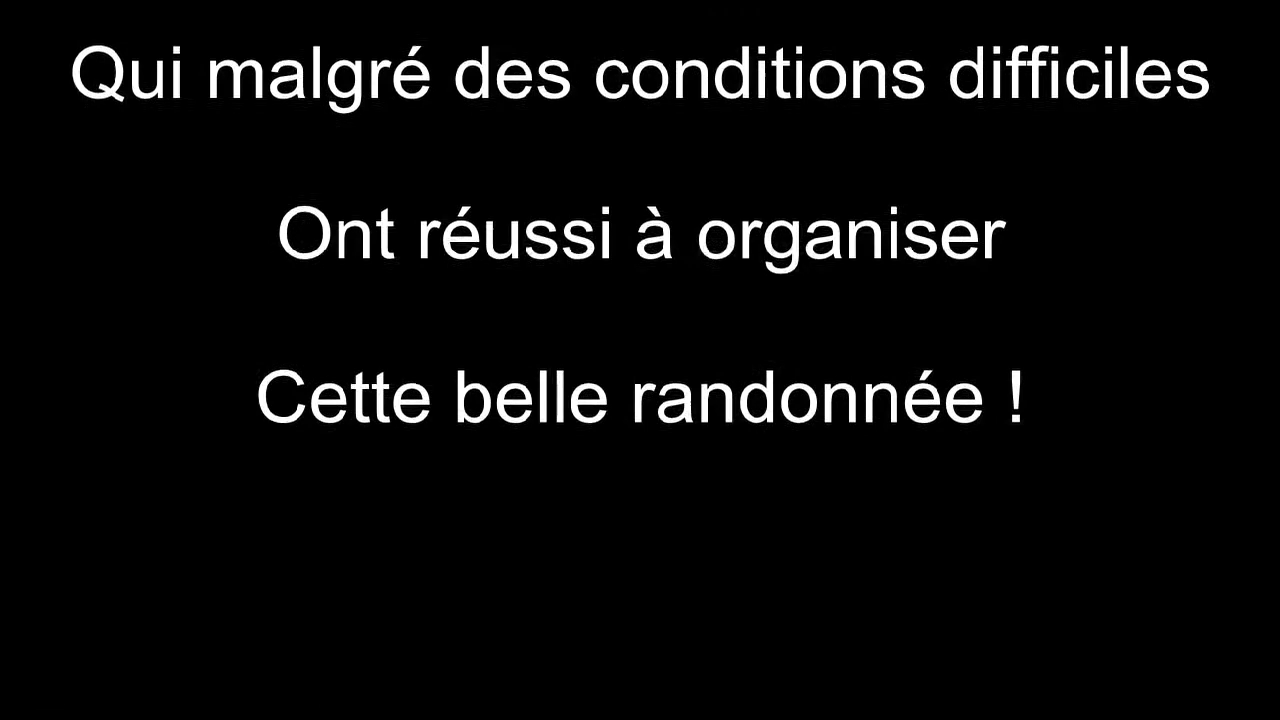 Qui malgré des conditions difficiles
Ont réussi à organiser
Cette belle randonnée !